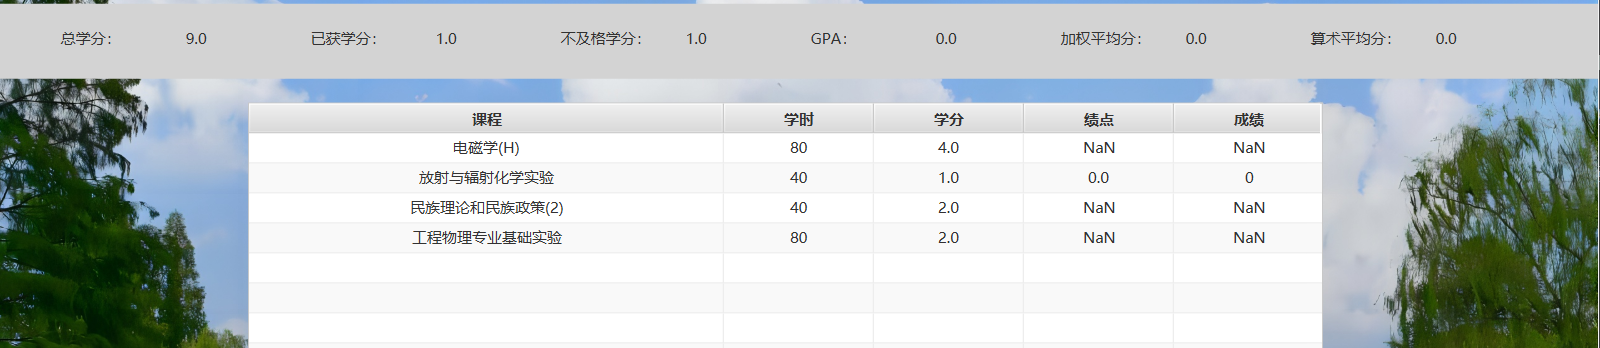 总学分： 9.0 已获学分： 1.0 不及格学分： 1.0 GPA： 0.0 加权平均分： 0.0 算术平均分： 0.0
课程 学时 学分 绩点 成绩
电磁学(H) 80 4.0 NaN NaN
放射与辐射化学实验 40 1.0 0.0 0
民族理论和民族政策(2) 40 2.0 NaN NaN
工程物理专业基础实验 80 2.0 NaN NaN